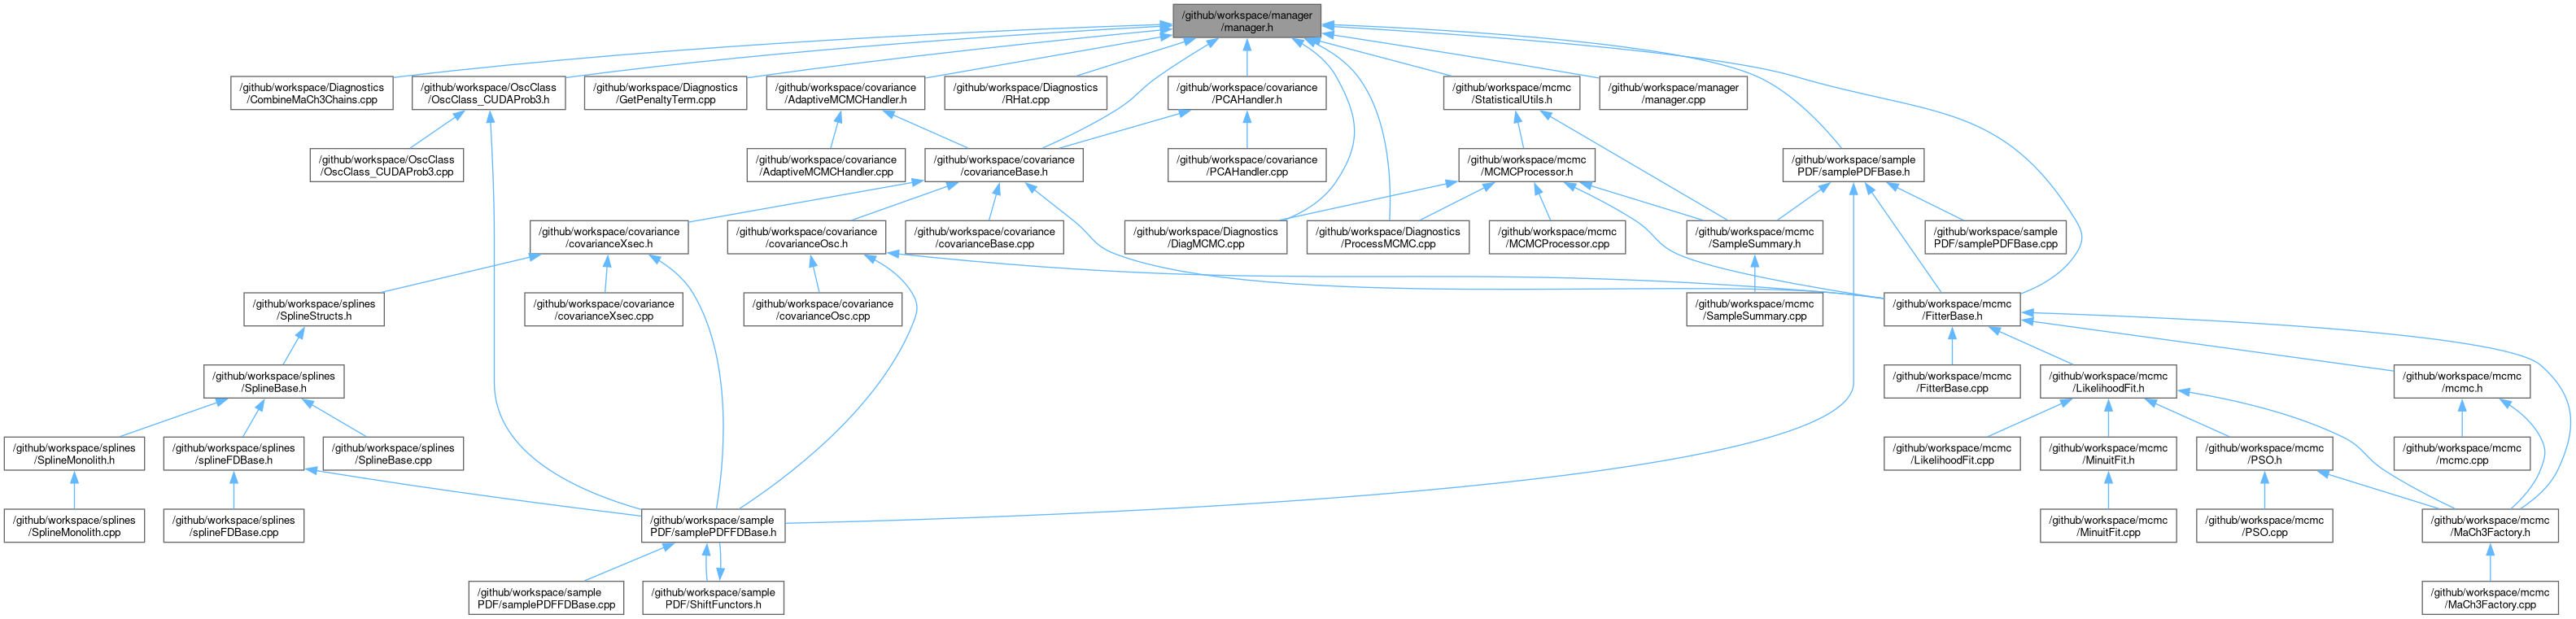 /github/workspace/manager
/manager.h
/github/workspace/Diagnostics
/CombineMaCh3Chains.cpp
/github/workspace/OscClass
/OscClass_CUDAProb3.h
/github/workspace/Diagnostics
/GetPenaltyTerm.cpp
/github/workspace/covariance
/AdaptiveMCMCHandler.h
/github/workspace/Diagnostics
/RHat.cpp
/github/workspace/covariance
/PCAHandler.h
/github/workspace/mcmc
/StatisticalUtils.h
/github/workspace/manager
/manager.cpp
/github/workspace/OscClass
/OscClass_CUDAProb3.cpp
/github/workspace/covariance
/AdaptiveMCMCHandler.cpp
/github/workspace/covariance
/covarianceBase.h
/github/workspace/covariance
/PCAHandler.cpp
/github/workspace/mcmc
/MCMCProcessor.h
/github/workspace/sample
PDF/samplePDFBase.h
/github/workspace/covariance
/covarianceXsec.h
/github/workspace/covariance
/covarianceOsc.h
/github/workspace/covariance
/covarianceBase.cpp
/github/workspace/Diagnostics
/DiagMCMC.cpp
/github/workspace/Diagnostics
/ProcessMCMC.cpp
/github/workspace/mcmc
/MCMCProcessor.cpp
/github/workspace/mcmc
/SampleSummary.h
/github/workspace/sample
PDF/samplePDFBase.cpp
/github/workspace/splines
/SplineStructs.h
/github/workspace/covariance
/covarianceXsec.cpp
/github/workspace/covariance
/covarianceOsc.cpp
/github/workspace/mcmc
/SampleSummary.cpp
/github/workspace/mcmc
/FitterBase.h
/github/workspace/splines
/SplineBase.h
/github/workspace/mcmc
/FitterBase.cpp
/github/workspace/mcmc
/LikelihoodFit.h
/github/workspace/mcmc
/mcmc.h
/github/workspace/splines
/SplineMonolith.h
/github/workspace/splines
/splineFDBase.h
/github/workspace/splines
/SplineBase.cpp
/github/workspace/mcmc
/LikelihoodFit.cpp
/github/workspace/mcmc
/MinuitFit.h
/github/workspace/mcmc
/PSO.h
/github/workspace/mcmc
/mcmc.cpp
/github/workspace/splines
/SplineMonolith.cpp
/github/workspace/splines
/splineFDBase.cpp
/github/workspace/sample
PDF/samplePDFFDBase.h
/github/workspace/mcmc
/MinuitFit.cpp
/github/workspace/mcmc
/PSO.cpp
/github/workspace/mcmc
/MaCh3Factory.h
/github/workspace/sample
PDF/samplePDFFDBase.cpp
/github/workspace/sample
PDF/ShiftFunctors.h
/github/workspace/mcmc
/MaCh3Factory.cpp